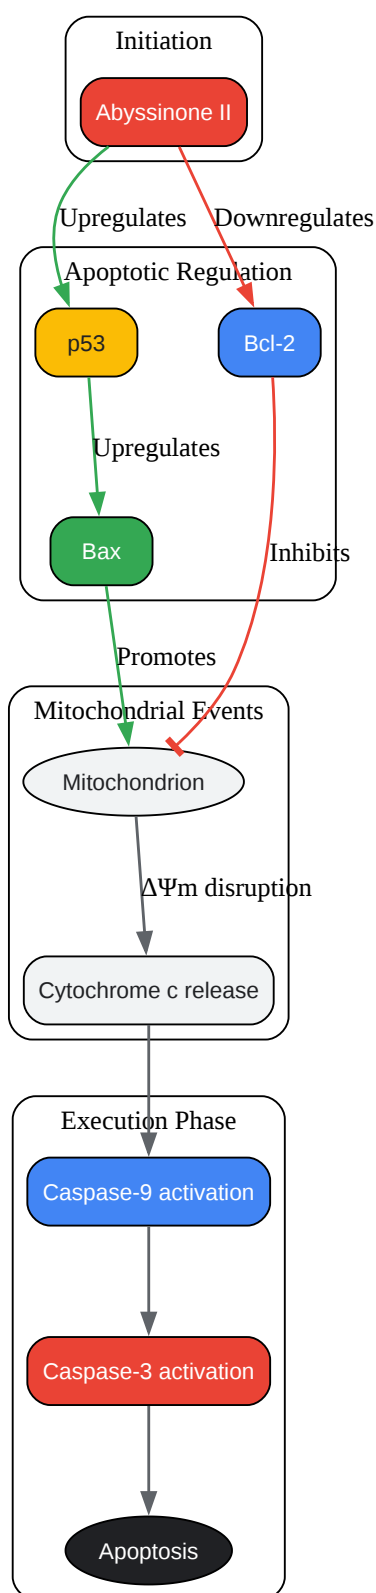 Initiation
Abyssinone II
Upregulates
Downregulates
Apoptotic Regulation
p53
Bcl-2
Upregulates
Bax
Inhibits
Promotes
Mitochondrial Events
Mitochondrion
ΔΨm disruption
Cytochrome c release
Execution Phase
Caspase-9 activation
Caspase-3 activation
Apoptosis